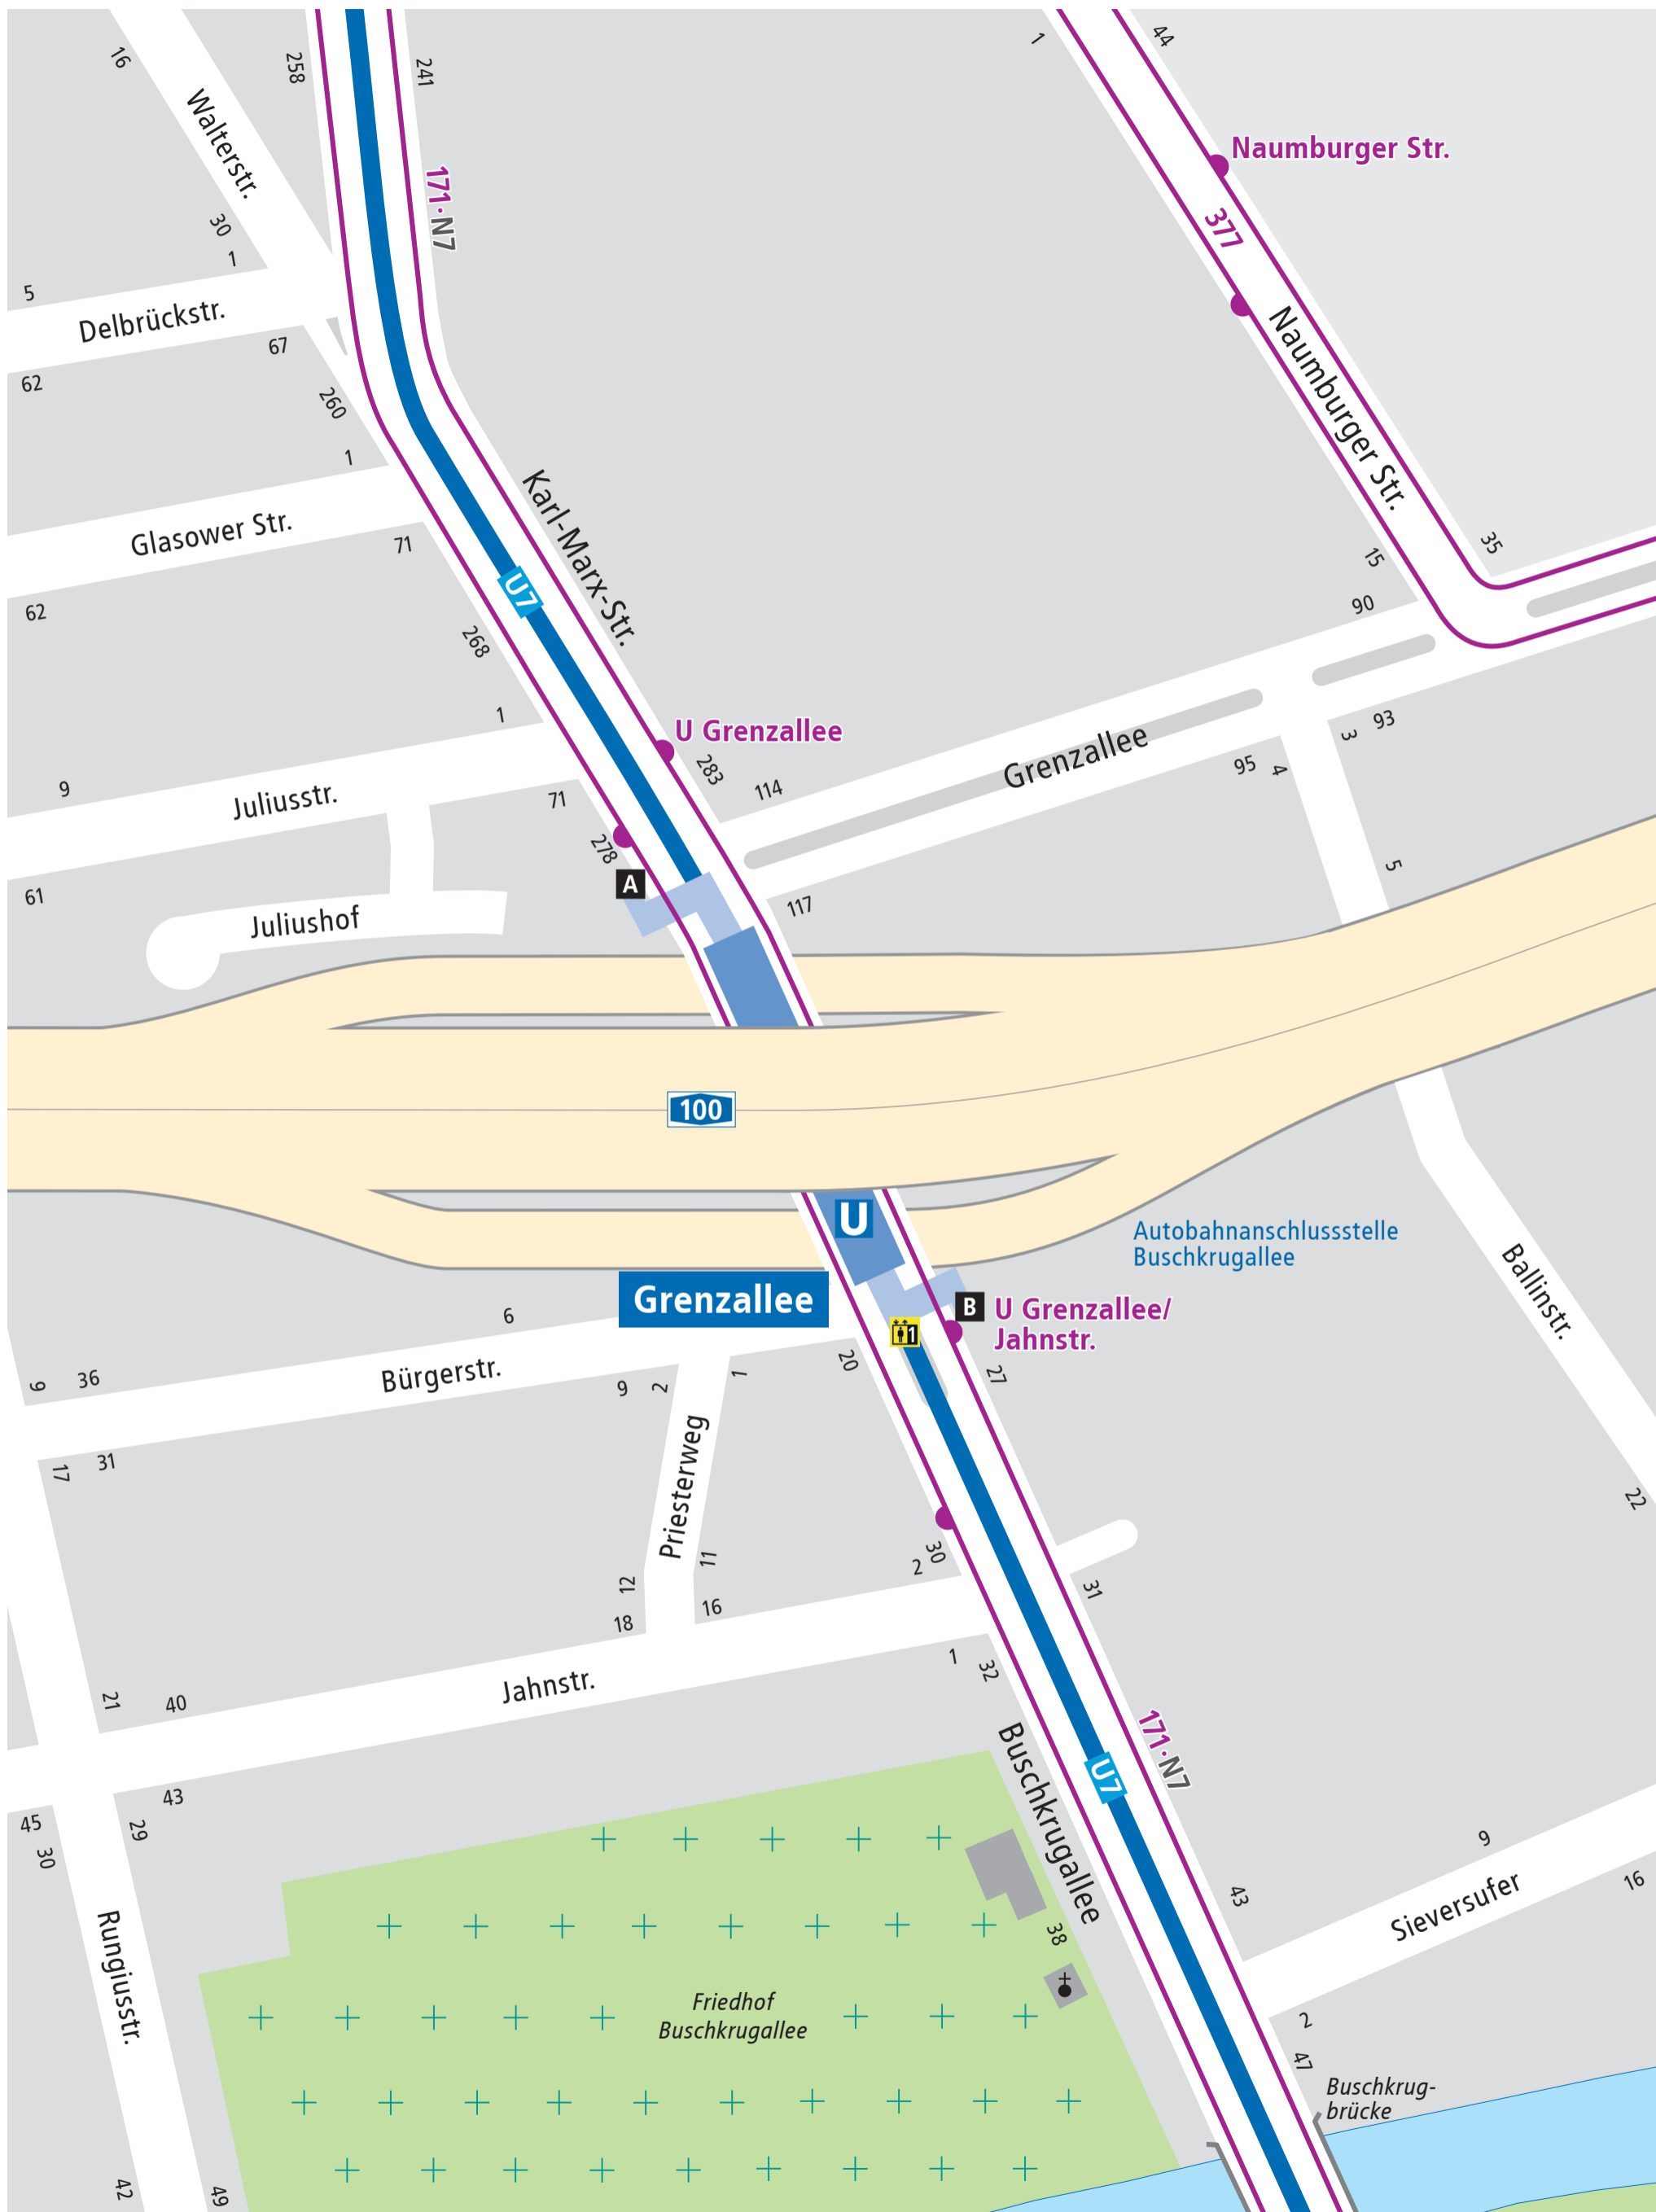 16
258
241
1
44
Walterstr.
Naumburger Str.
171·N7
377
30
1
5
Delbrückstr.
67
62
260
1
Naumburger Str.
Karl-Marx-Str.
Glasower Str.
71
35
15
U7
90
62
268
1
U Grenzallee
93
3
283
Grenzallee
95
4
9
114
Juliusstr.
71
278
5
A
61
117
Juliushof
100
U
Autobahnanschlussstelle
Buschkrugallee
Ballinstr.
Grenzallee
B
U Grenzallee/
Jahnstr.
1
6
20
27
9
36
Bürgerstr.
9
2
1
17
31
Priesterweg
22
30
2
11
12
31
16
18
21
40
Jahnstr.
1
32
171·N7
Buschkrugallee
U7
43
45
29
30
9
16
43
Sieversufer
Rungiusstr.
38
Friedhof
Buschkrugallee
2
47
Buschkrug-
brücke
42
49